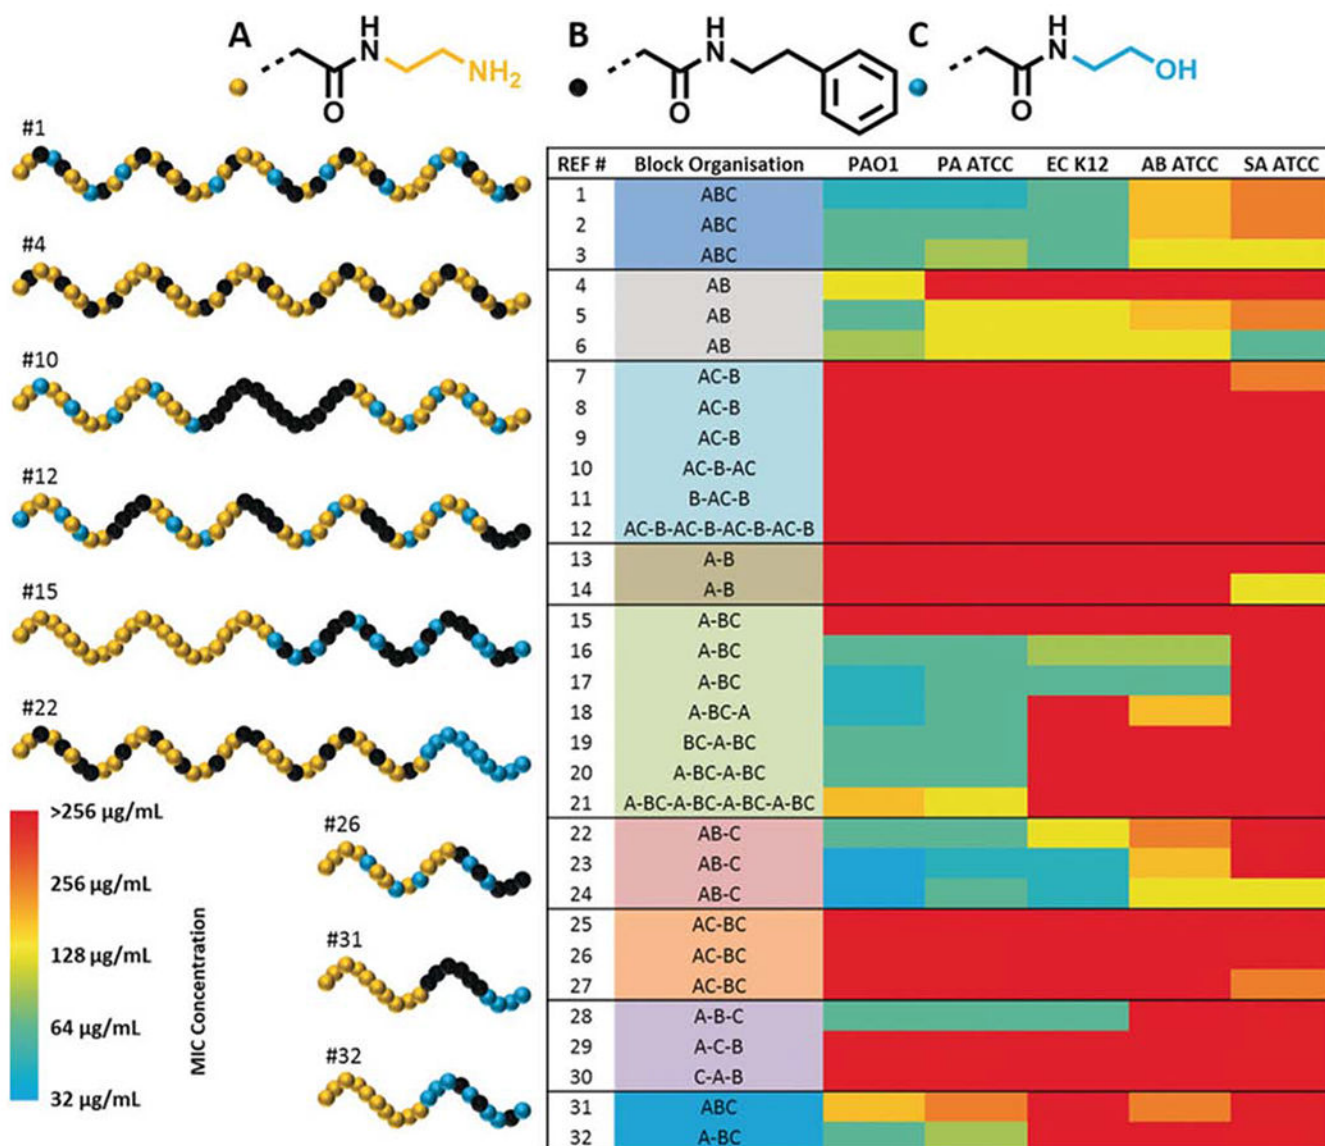 A
H
N
O
NH2
B
H
N
O
C
H
N
O
OH
#1
#4
#10
#12
#15
#22
#26
#31
#32
>256 µg/mL
256 µg/mL
128 µg/mL
64 µg/mL
32 µg/mL
MIC Concentration
REF # Block Organisation PAO1 PA ATCC EC K12 AB ATCC SA ATCC
1 ABC
2 ABC
3 ABC
4 AB
5 AB
6 AB
7 AC-B
8 AC-B
9 AC-B
10 AC-B-AC
11 B-AC-B
12 AC-B-AC-B-AC-B-AC-B
13 A-B
14 A-B
15 A-BC
16 A-BC
17 A-BC
18 A-BC-A
19 BC-A-BC
20 A-BC-A-BC
21 A-BC-A-BC-A-BC-A-BC
22 AB-C
23 AB-C
24 AB-C
25 AC-BC
26 AC-BC
27 AC-BC
28 A-B-C
29 A-C-B
30 C-A-B
31 ABC
32 A-BC